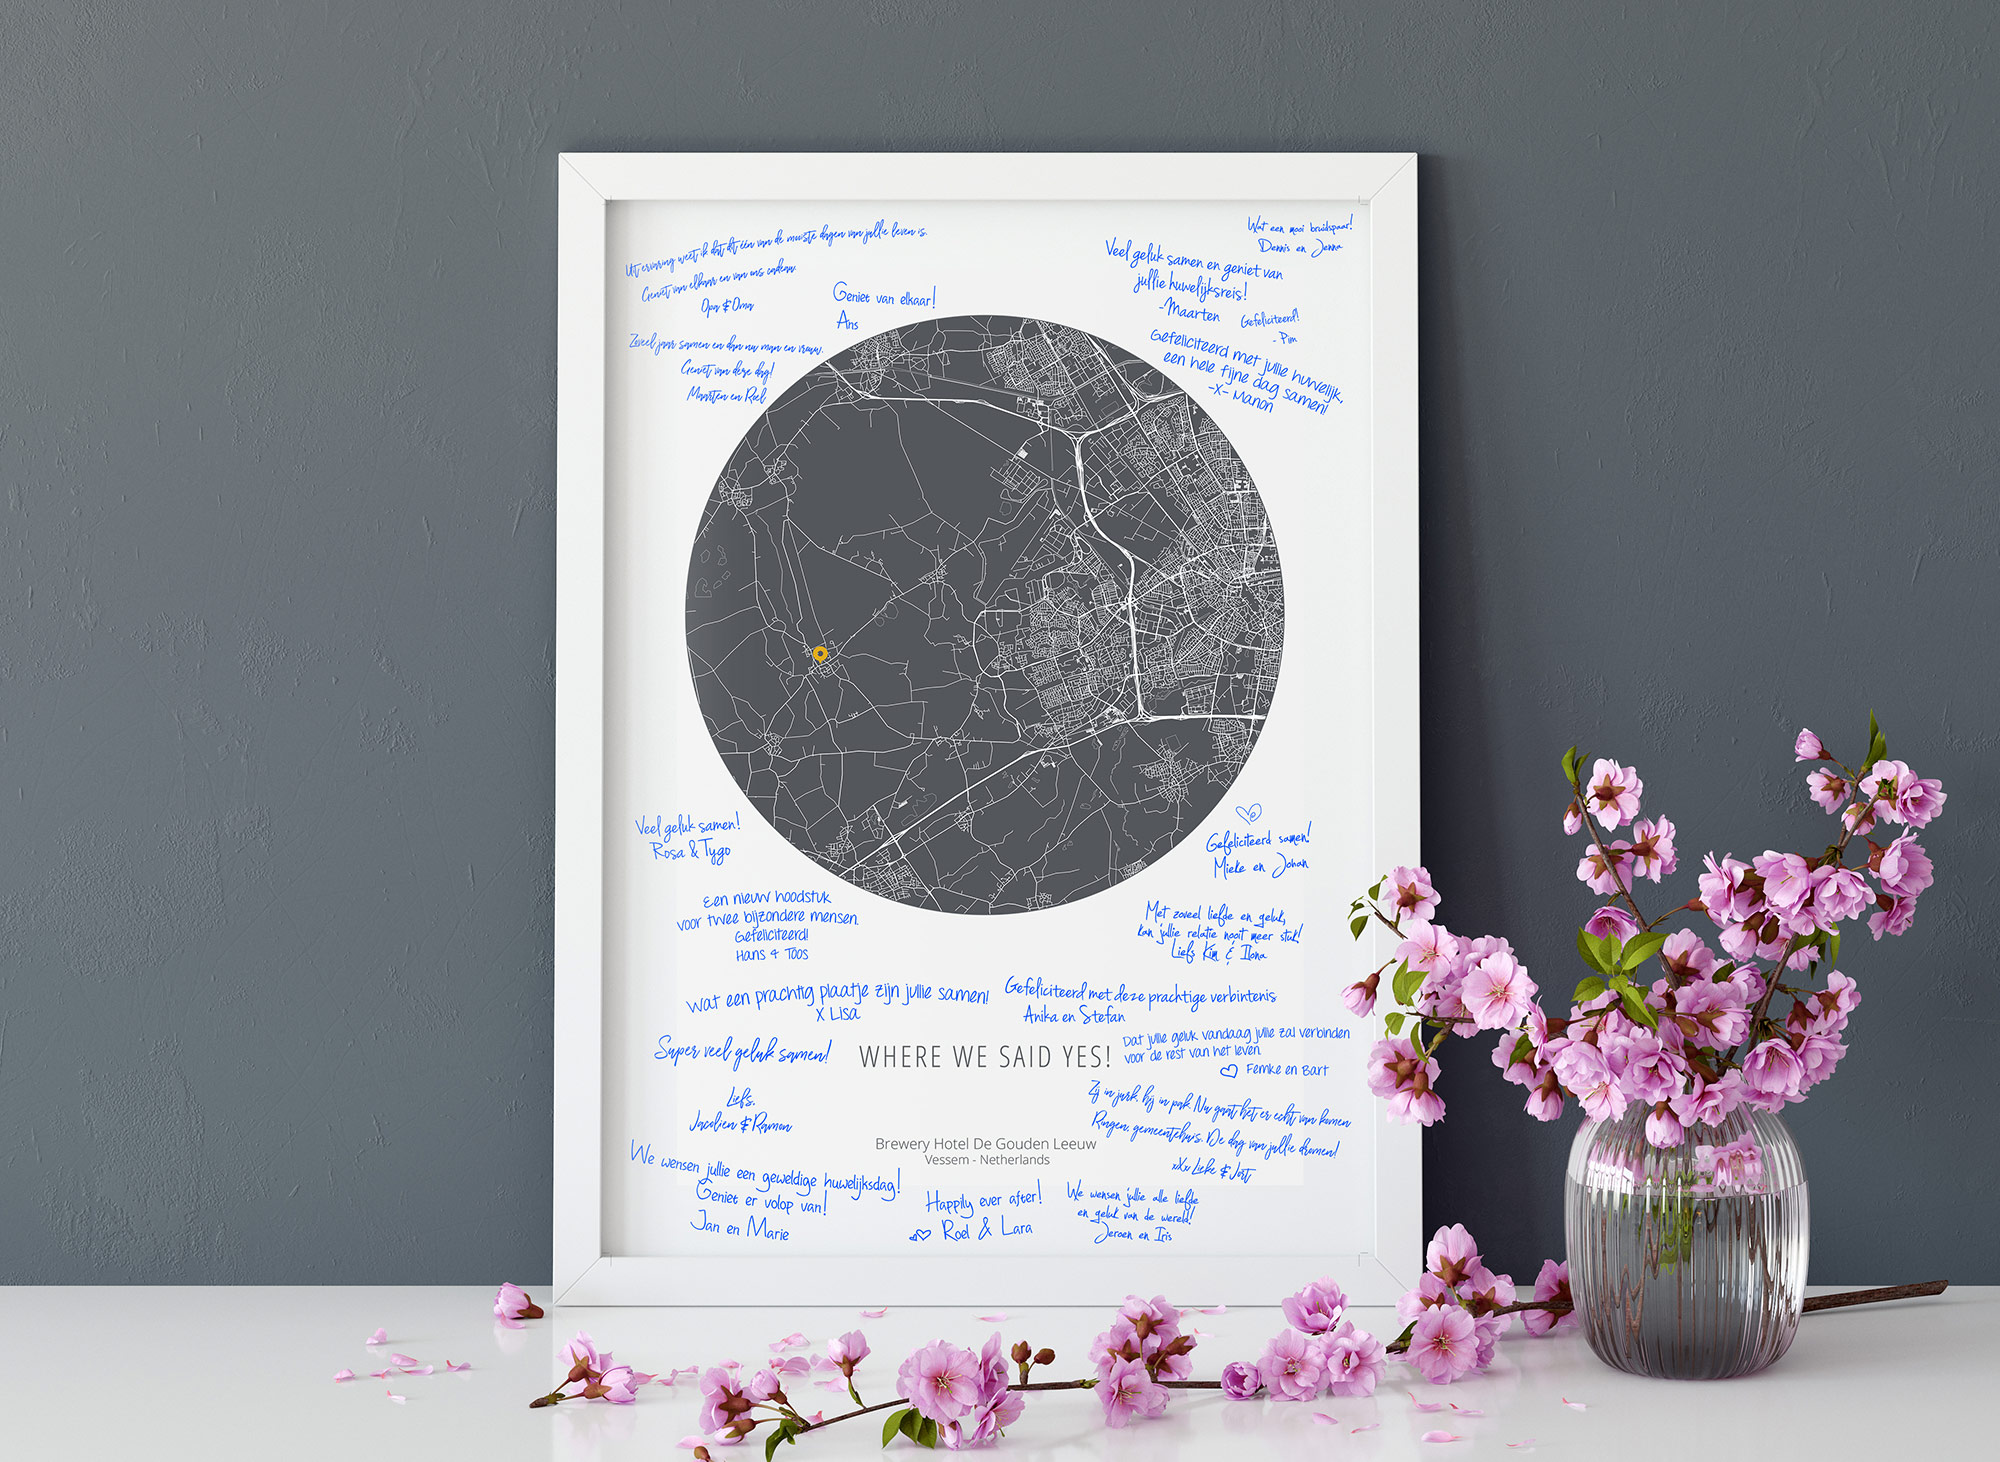 Uit ervaring weet ik dat dit één van de mooiste dagen van jullie leven is.
Geniet van elkaar en van ons cadeau.
Opa & Oma
Geniet van elkaar!
Ans
Wat een mooi bruidspaar!
Dennis en Jenna
Veel geluk samen en geniet van
jullie huwelijksreis!
-Maarten
Gefeliciteerd!
- Pim
Zoveel jaar samen en dan nu man en vrouw.
Geniet van deze dag!
Maarten en Roel
Gefeliciteerd met jullie huwelijk,
een hele fijne dag samen!
-X- Manon
Veel geluk samen!
Rosa & Tygo
Gefeliciteerd samen!
Mieke en Johan
Een nieuw hoodstuk
voor twee bijzondere mensen.
Gefeliciteerd!
Hans & Toos
Met zoveel liefde en geluk,
kan jullie relatie nooit meer stuk!
Liefs Kim & Ilona
Wat een prachtig plaatje zijn jullie samen!
X Lisa
Gefeliciteerd met deze prachtige verbintenis
Anika en Stefan
Super veel geluk samen!
Liefs,
Jacolien & Ramon
WHERE WE SAID YES!
Dat jullie geluk vandaag jullie zal verbinden
voor de rest van het leven.
Femke en Bart
Zij in jurk, hij in pak. Nu gaat het er echt van komen
Ringen, gemeentehuis. De dag van jullie dromen!
xXx Lieke & Jort
Brewery Hotel De Gouden Leeuw
Vessem - Netherlands
We wensen jullie een geweldige huwelijksdag!
Geniet er volop van!
Jan en Marie
Happily ever after!
Roel & Lara
We wensen jullie alle liefde
en geluk van de wereld!
Jeroen en Iris